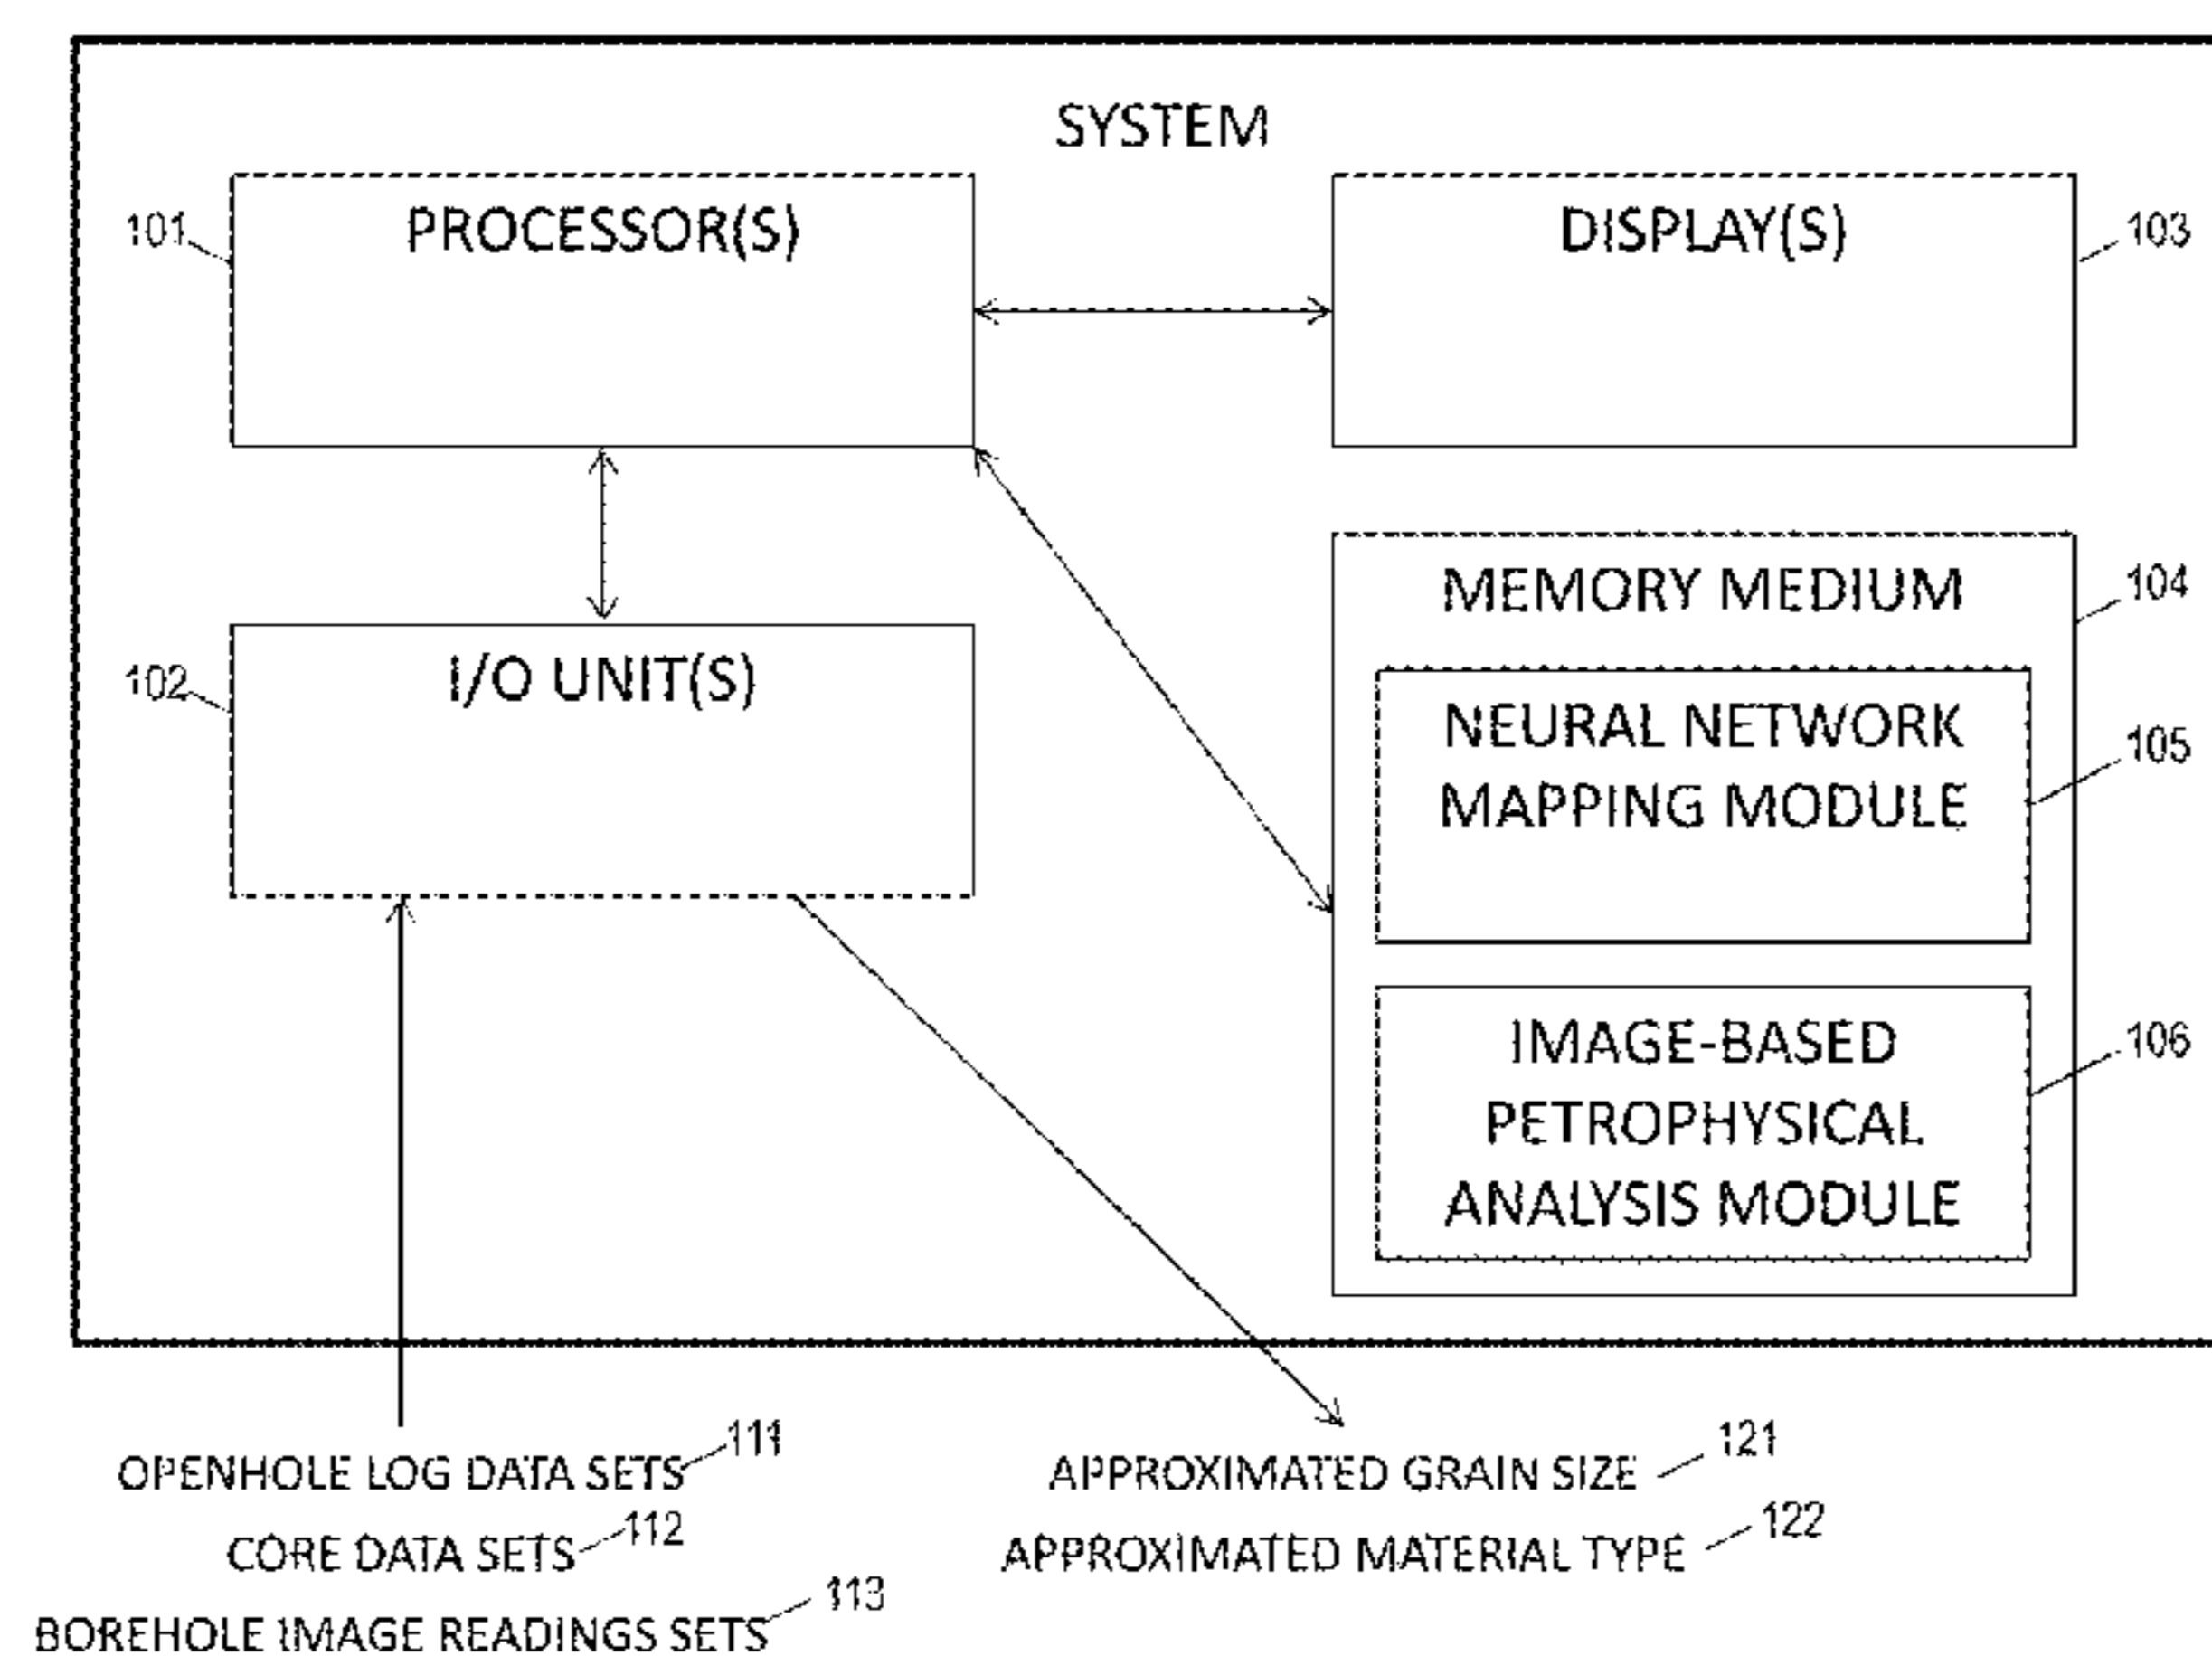 SYSTEM
101
PROCESSOR(S)
DISPLAY(S)
103
102
I/O UNIT(S)
MEMORY MEDIUM
104
NEURAL NETWORK
MAPPING MODULE
105
IMAGE-BASED
PETROPHYSICAL
ANALYSIS MODULE
106
OPENHOLE LOG DATA SETS 111
CORE DATA SETS 112
BOREHOLE IMAGE READINGS SETS 113
APPROXIMATED GRAIN SIZE 121
APPROXIMATED MATERIAL TYPE 122